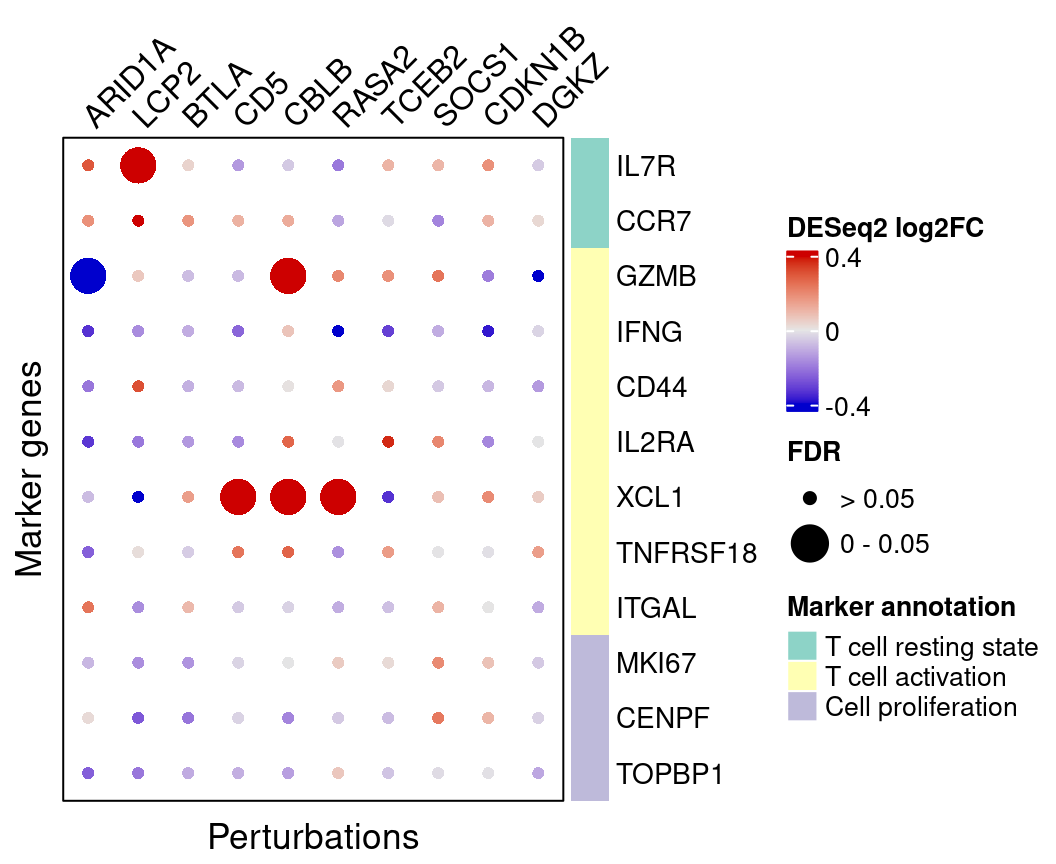 ARID1A
LCP2
BTLA
CD5
CBLB
RASA2
TCEB2
SOCS1
CDKN1B
DGKZ
IL7R
CCR7
GZMB
IFNG
CD44
IL2RA
XCL1
TNFRSF18
ITGAL
MKI67
CENPF
TOPBP1
Marker genes
Perturbations
DESeq2 log2FC
0.4
0
-0.4
FDR
> 0.05
0 - 0.05
Marker annotation
T cell resting state
T cell activation
Cell proliferation